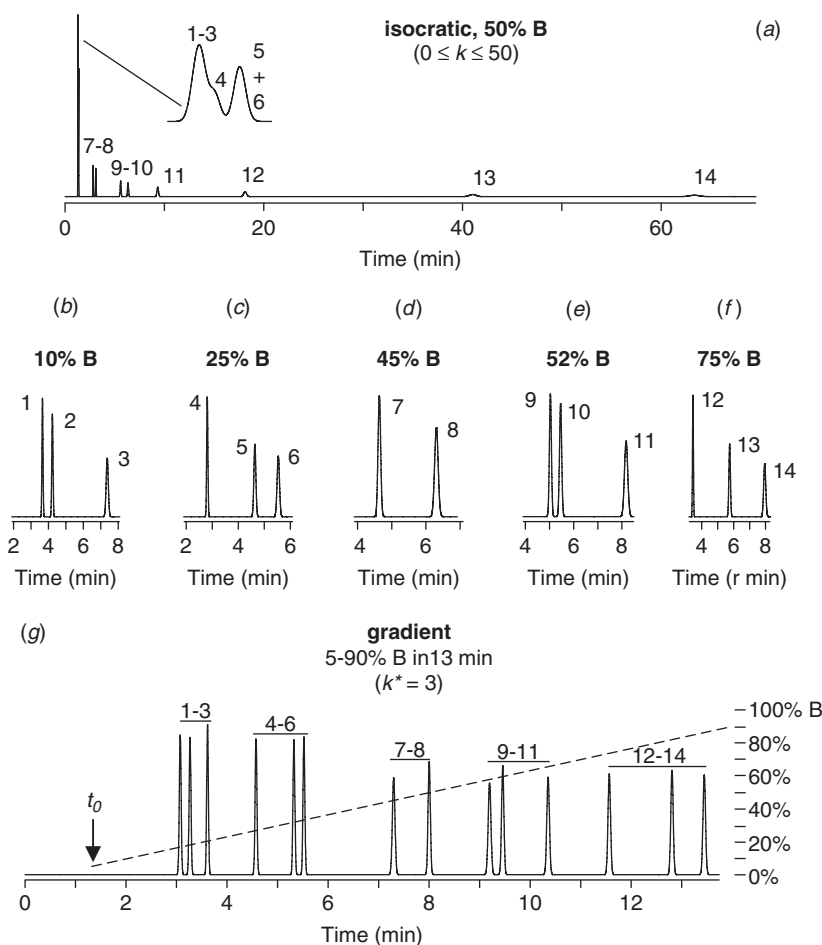 isocratic, 50% B
(0 ≤ k ≤ 50)
(a)
1-3
4
5
+
6
7-8
9-10
11
12
13
14
0 20 40 60
Time (min)
(b) (c) (d) (e) (f)
10% B 25% B 45% B 52% B 75% B
1
2
3
4
5
6
7
8
9
10
11
12
13
14
2 4 6 8
2 4 6
4 6
4 6 8
4 6 8
Time (min) Time (min) Time (min) Time (min) Time (r min)
(g)
gradient
5-90% B in13 min
(k* = 3)
1-3
4-6
7-8
9-11
12-14
t0
100% B
80%
60%
40%
20%
0%
0 2 4 6 8 10 12
Time (min)